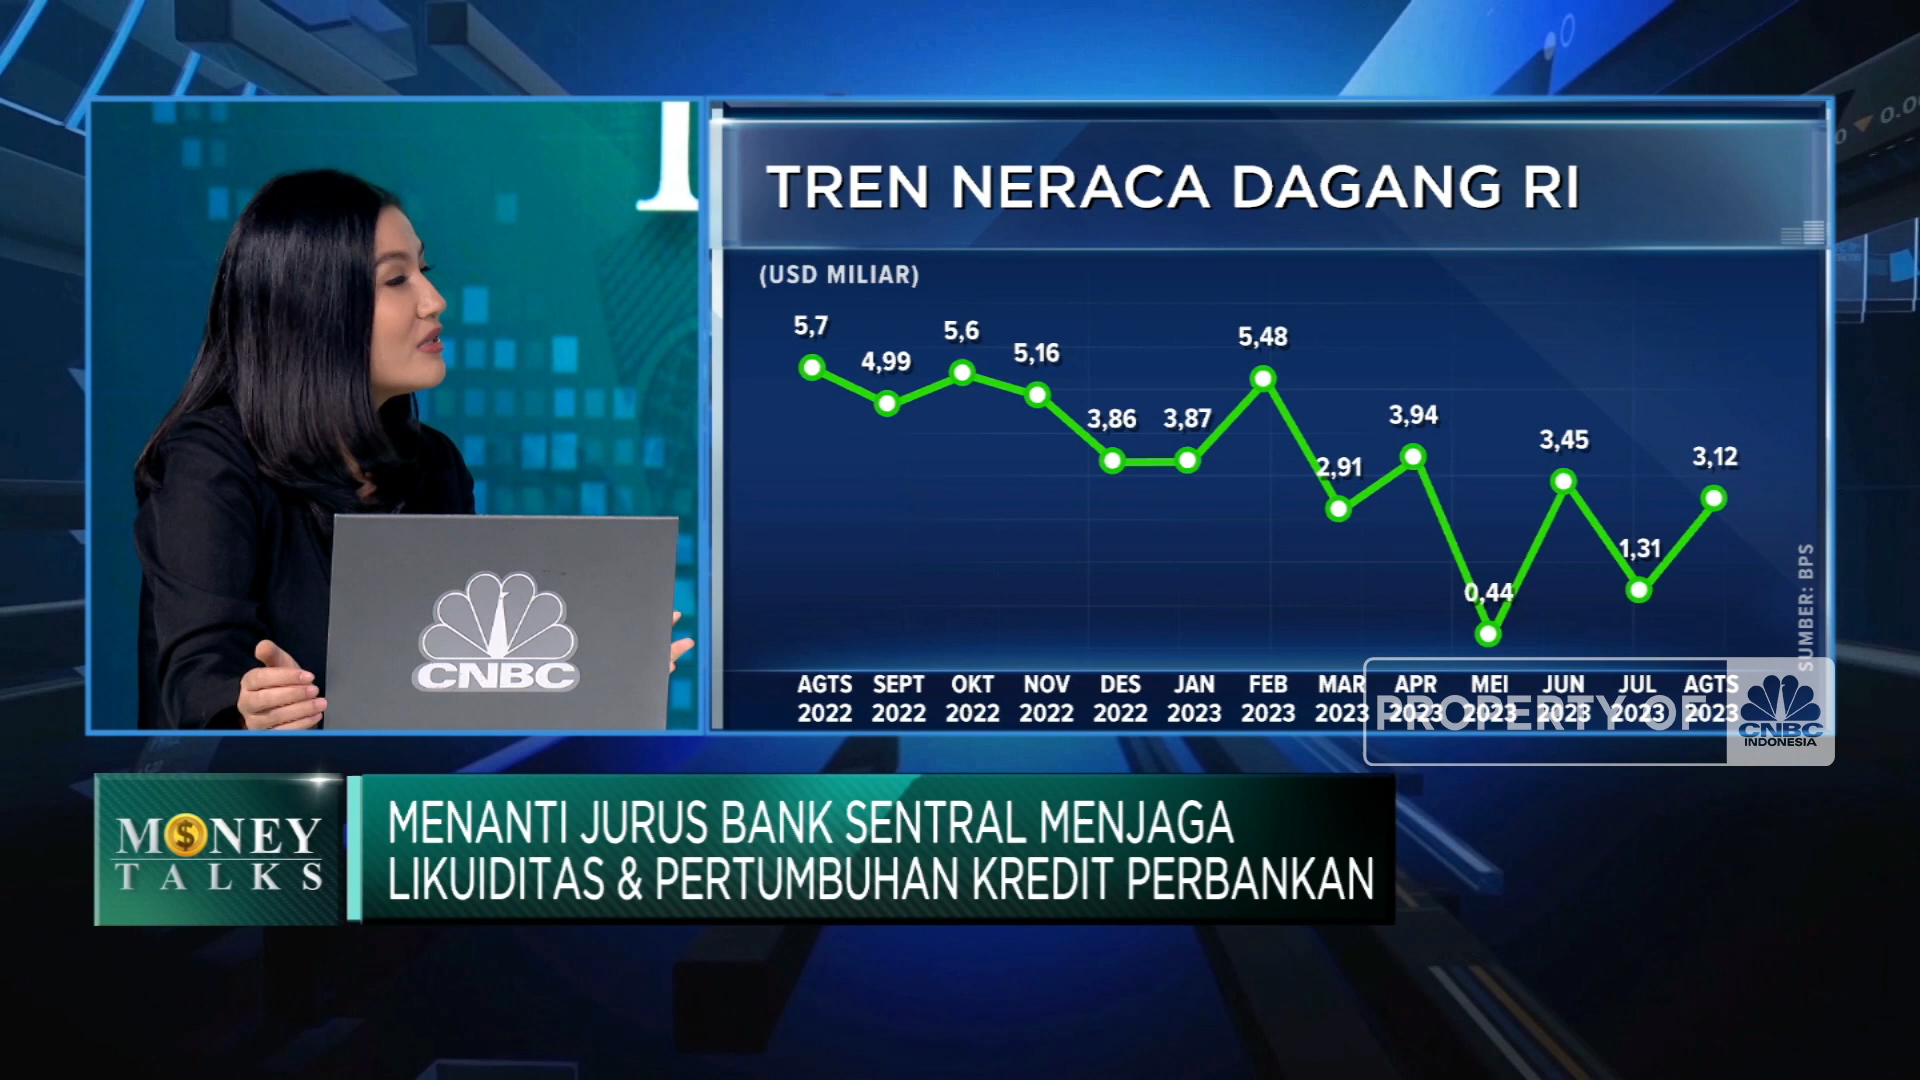 TREN NERACA DAGANG RI
(USD MILIAR)
5,7
4,99
5,6
5,16
3,86
3,87
5,48
2,91
3,94
0,44
3,45
1,31
3,12
AGTS 2022
SEPT 2022
OKT 2022
NOV 2022
DES 2022
JAN 2023
FEB 2023
MAR 2023
APR 2023
MEI 2023
JUN 2023
JUL 2023
AGTS 2023
SUMBER: BPS
PROPERTY OF
CNBC
INDONESIA
CNBC
MONEY
TALKS
MENANTI JURUS BANK SENTRAL MENJAGA
LIKUIDITAS & PERTUMBUHAN KREDIT PERBANKAN